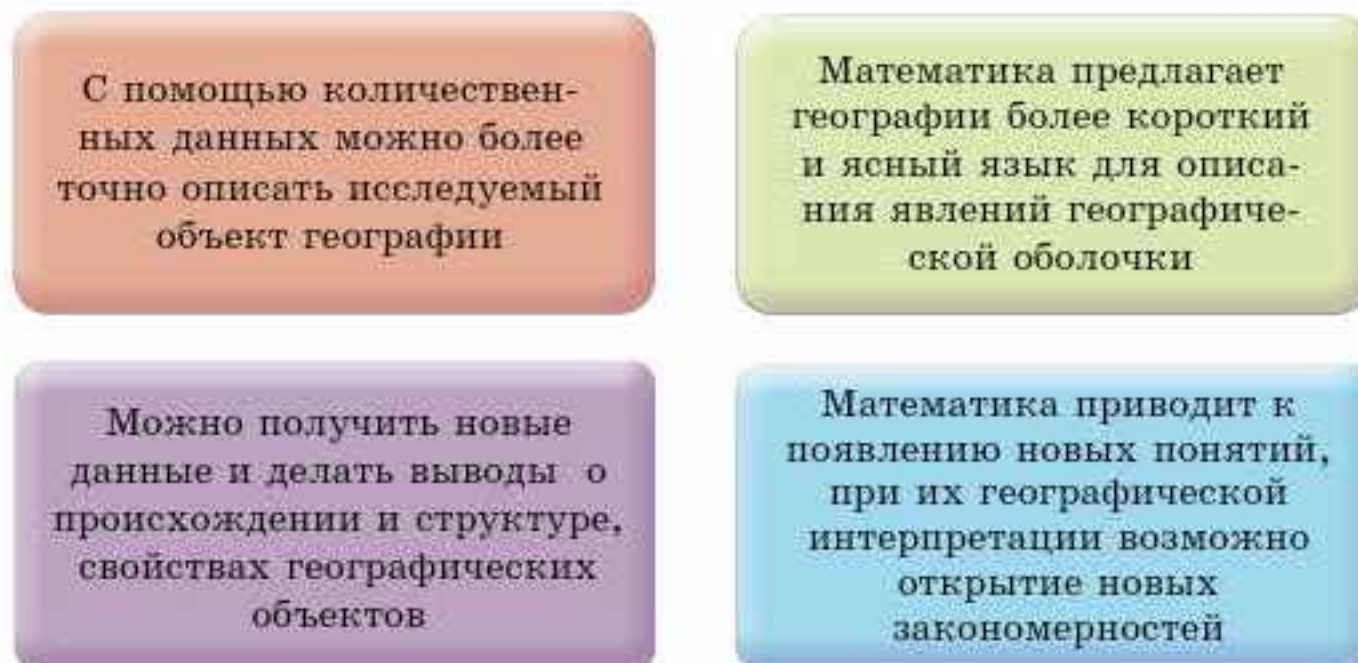 С помощью количествен-
ных данных можно более
точно описать исследуемый
объект географии
Математика предлагает
географии более короткий
и ясный язык для описа-
ния явлений географиче-
ской оболочки
Можно получить новые
данные и делать выводы о
происхождении и структуре,
свойствах географических
объектов
Математика приводит к
появлению новых понятий,
при их географической
интерпретации возможно
открытие новых
закономерностей